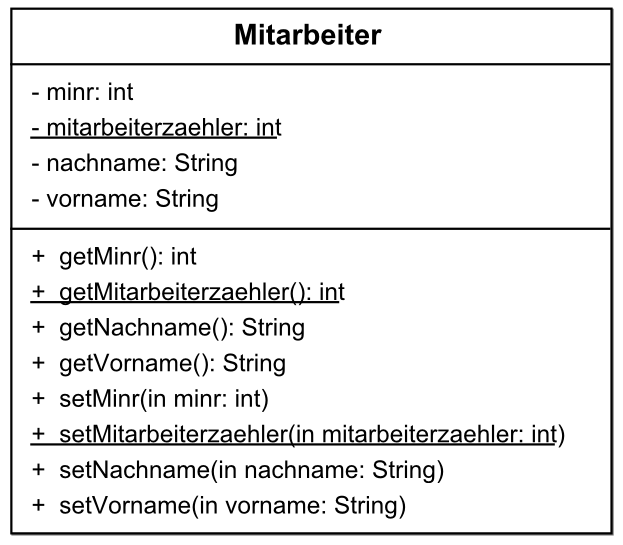 Mitarbeiter
- minr: int
- mitarbeiterzaehler: int
- nachname: String
- vorname: String
+ getMinr(): int
+ getMitarbeiterzaehler(): int
+ getNachname(): String
+ getVorname(): String
+ setMinr(in minr: int)
+ setMitarbeiterzaehler(in mitarbeiterzaehler: int)
+ setNachname(in nachname: String)
+ setVorname(in vorname: String)